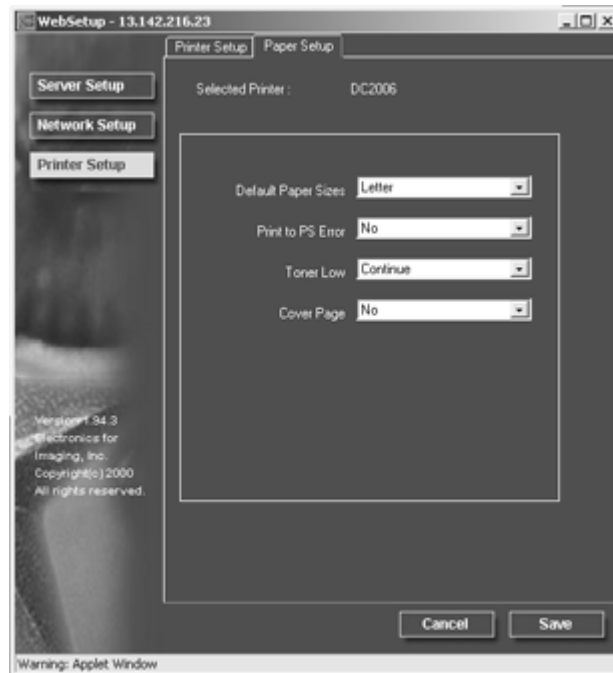 WebSetup - 13.142.216.23
Printer Setup Paper Setup
Server Setup
Network Setup
Printer Setup
Selected Printer : DC2006
Default Paper Sizes Letter
Print to PS Error No
Toner Low Continue
Cover Page No
Version 1.94.3
Electronics for
Imaging, Inc.
Copyright(c) 2000
All rights reserved.
Cancel Save
Warning: Applet Window